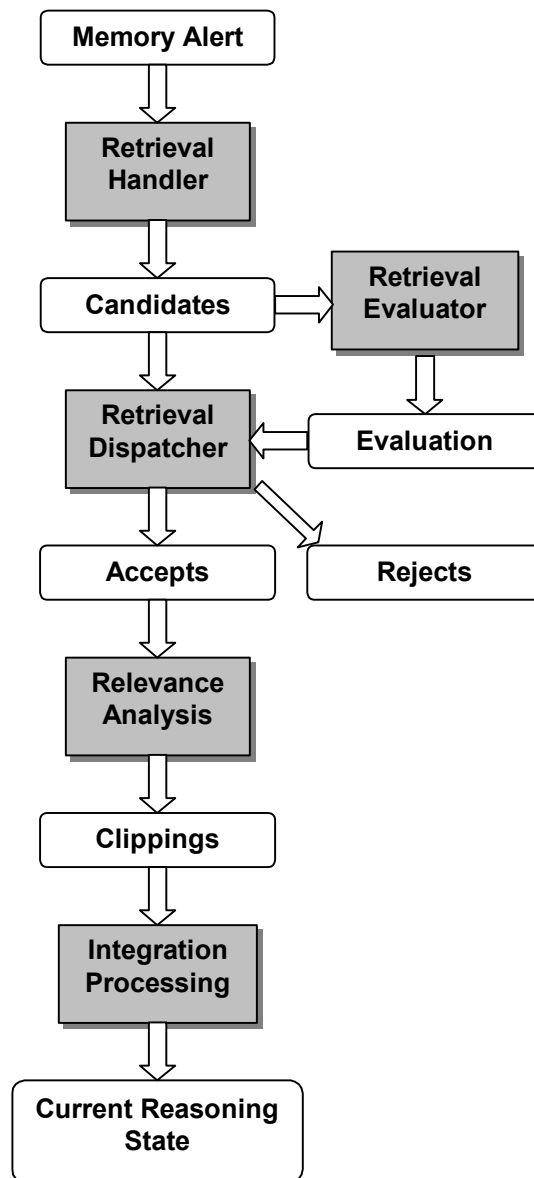 Memory Alert
Retrieval
Handler
Candidates
Retrieval
Evaluator
Retrieval
Dispatcher
Evaluation
Accepts
Rejects
Relevance
Analysis
Clippings
Integration
Processing
Current Reasoning
State